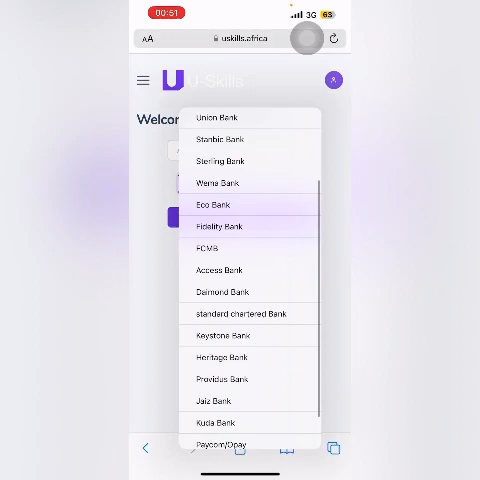 00:51
3G 63
AA uskills.africa
U-Skills
Welcom
Union Bank
Stanbic Bank
Sterling Bank
Wema Bank
Eco Bank
Fidelity Bank
FCMB
Access Bank
Daimond Bank
standard chartered Bank
Keystone Bank
Heritage Bank
Providus Bank
Jaiz Bank
Kuda Bank
Paycom/Opay